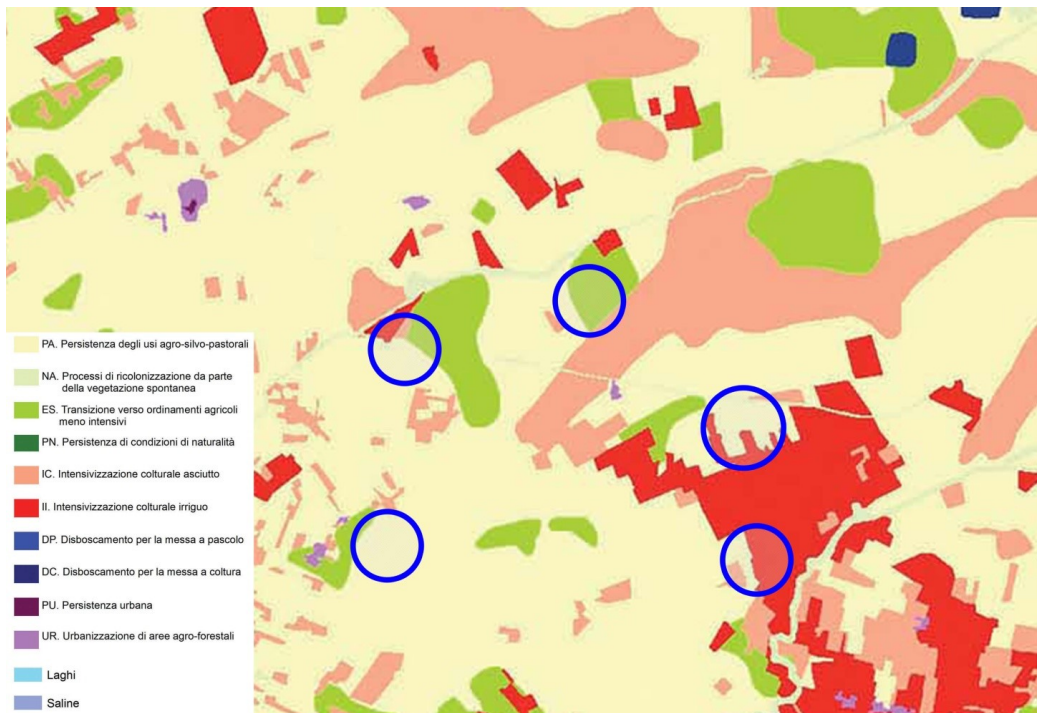 PA. Persistenza degli usi agro-silvo-pastorali
NA. Processi di ricolonizzazione da parte
della vegetazione spontanea
ES. Transizione verso ordinamenti agricoli
meno intensivi
PN. Persistenza di condizioni di naturalità
IC. Intensivizzazione colturale asciutto
II. Intensivizzazione colturale irriguo
DP. Disboscamento per la messa a pascolo
DC. Disboscamento per la messa a coltura
PU. Persistenza urbana
UR. Urbanizzazione di aree agro-forestali
Laghi
Saline